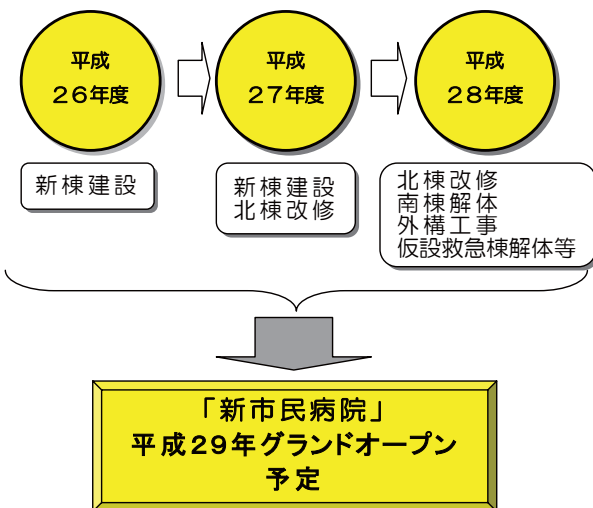 平成
26年度
平成
27年度
平成
28年度
新棟建設
新棟建設
北棟改修
北棟改修
南棟解体
外構工事
仮設救急棟解体等
「新市民病院」
平成29年グランドオープン
予定